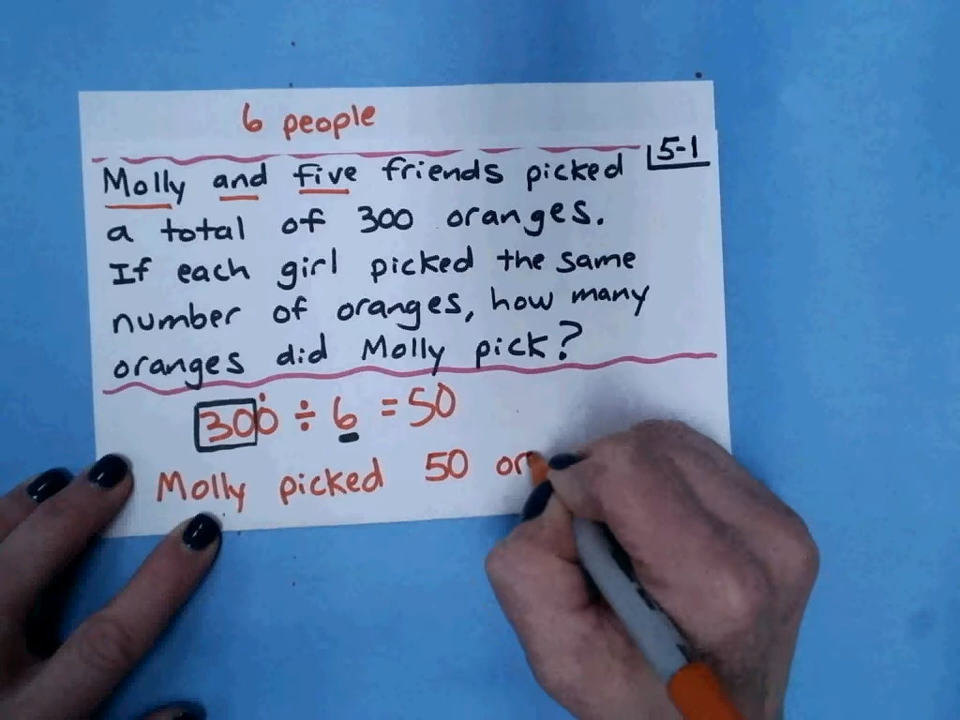 6 people
5-1
Molly and five friends picked
a total of 300 oranges.
If each girl picked the same
number of oranges, how many
oranges did Molly pick?
300 ÷ 6 = 50
Molly picked 50 or